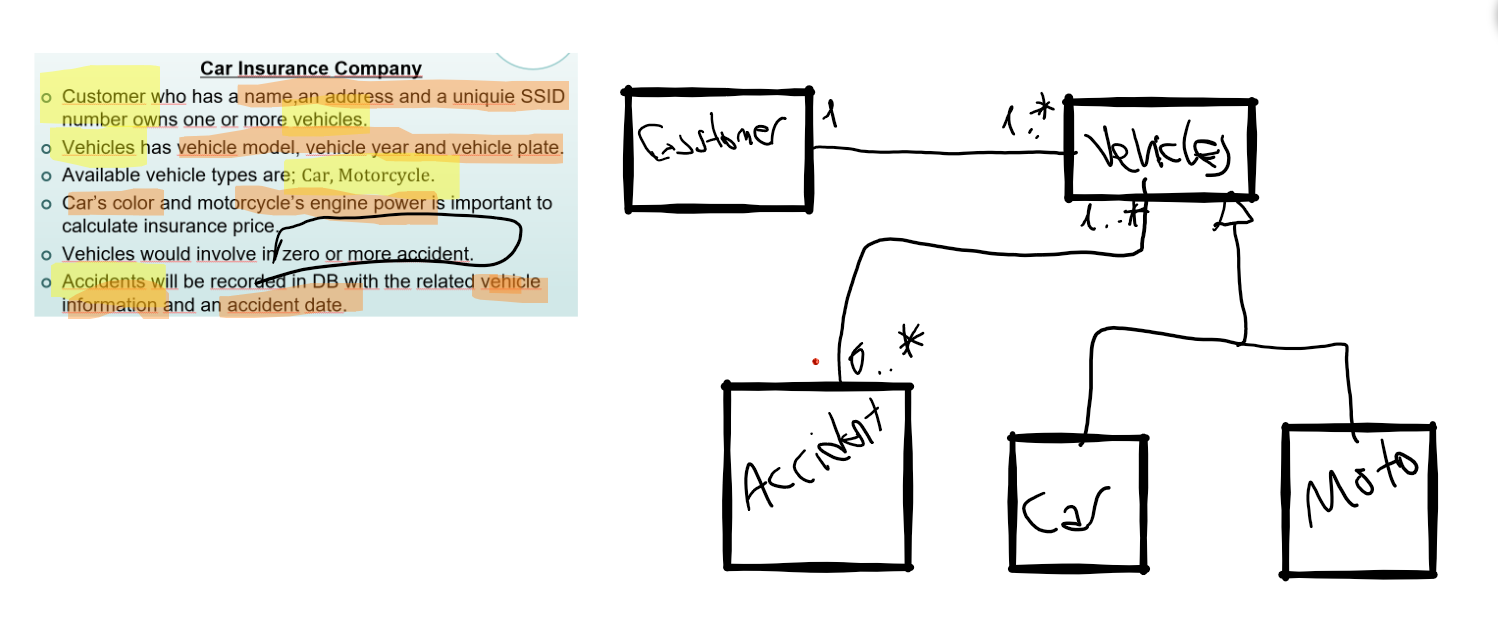 Car Insurance Company
Customer who has a name,an address and a uniquie SSID
number owns one or more vehicles.
Vehicles has vehicle model, vehicle year and vehicle plate.
Available vehicle types are; Car, Motorcycle.
Car's color and motorcycle's engine power is important to
calculate insurance price.
Vehicles would involve in zero or more accident.
Accidents will be recorded in DB with the related vehicle
information and an accident date.
Customer
1
1..*
Vehicles
1..*
0..*
Accident
Car
Moto